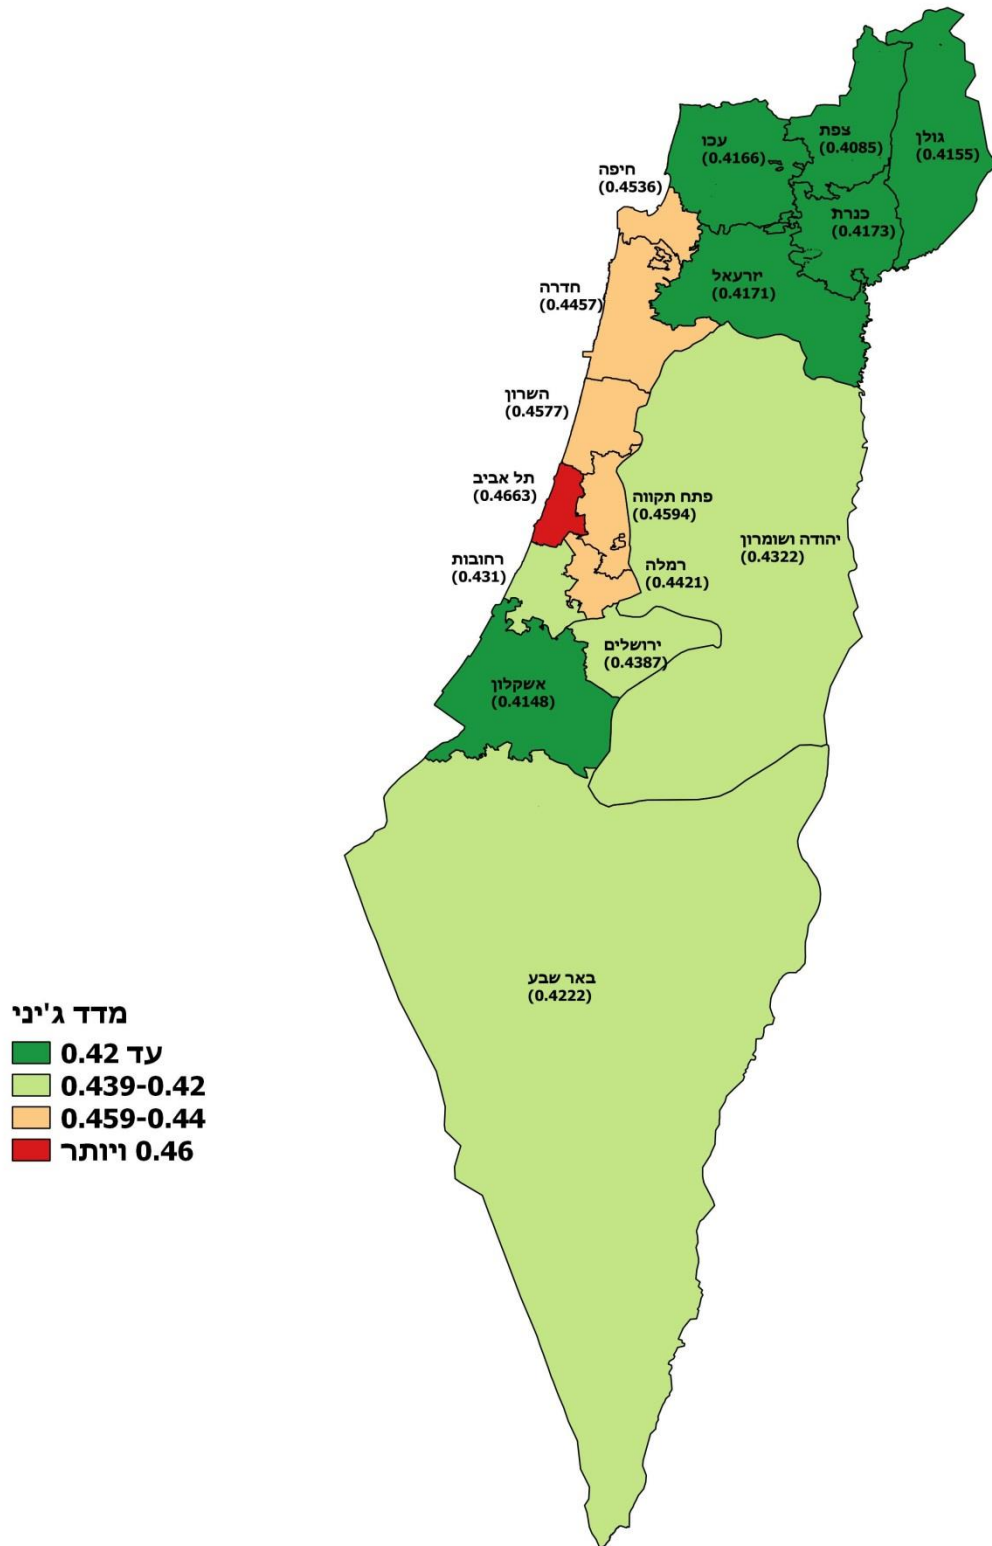 צפת
(0.4085)
גולן
(0.4155)
עכו
(0.4166)
חיפה
(0.4536)
כנרת
(0.4173)
יזרעאל
(0.4171)
חדרה
(0.4457)
השרון
(0.4577)
תל אביב
(0.4663)
פתח תקווה
(0.4594)
יהודה ושומרון
(0.4322)
רחובות
(0.431)
רמלה
(0.4421)
ירושלים
(0.4387)
אשקלון
(0.4148)
באר שבע
(0.4222)
מדד ג'יני
עד 0.42
0.439-0.42
0.459-0.44
0.46 ויותר